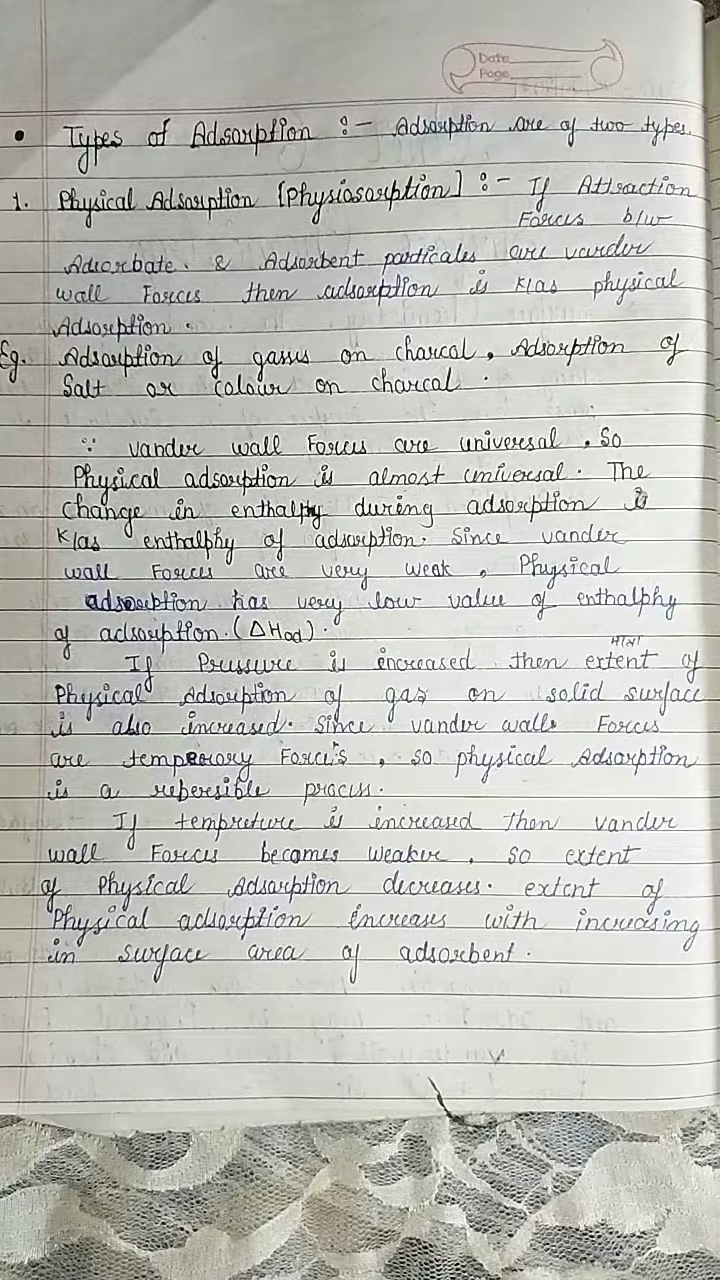 Date
Page
• Types of Adsorption :- Adsorption are of two types.
1. Physical Adsorption [Physiosorption] :- If Attraction
Forces b/w
Adsorbate & Adsorbent particales are vander
wall Forces then adsorption is Klas physical
Adsorption.
Eg. Adsorption of gasses on charcal, Adsorption of
Salt or colour on charcal.
∵ vander wall Forces are universal, So
Physical adsorption is almost universal. The
change in enthalpy during adsorption is
Klas enthalphy of adsorption. Since vander
wall Forces are very weak, Physical
adsorption has very low value of enthalphy
of adsorption. (ΔHad).
मात्रा
If Pressure is increased then extent of
Physical Adsorption of gas on solid surface
is also increased. Since vander walls Forces
are temperory Forces, so physical Adsorption
is a rebersible process.
If tempreture is increased then vander
wall Forces becomes weaker, so extent
of Physical Adsorption decreases. extent of
Physical adsorption increases with increasing
in surface area of adsorbent.